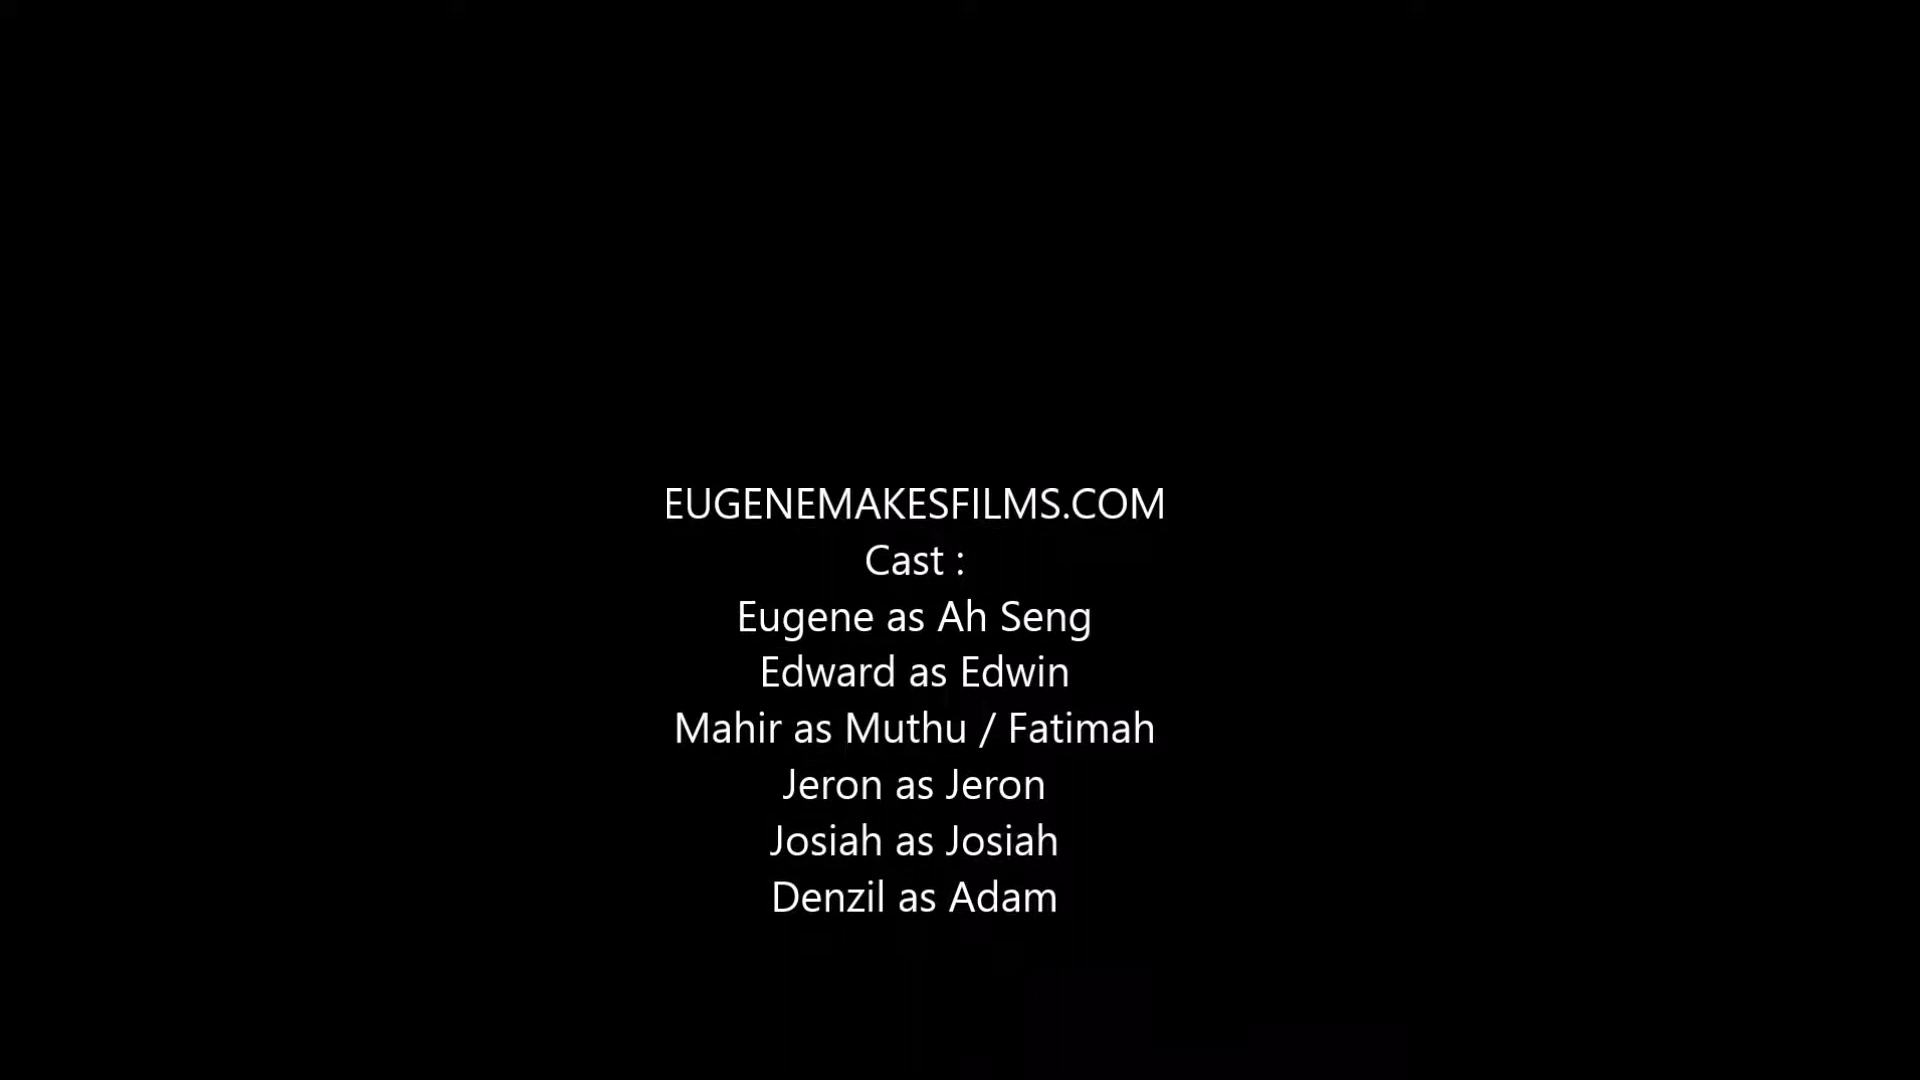 EUGENEMAKESFILMS.COM
Cast :
Eugene as Ah Seng
Edward as Edwin
Mahir as Muthu / Fatimah
Jeron as Jeron
Josiah as Josiah
Denzil as Adam